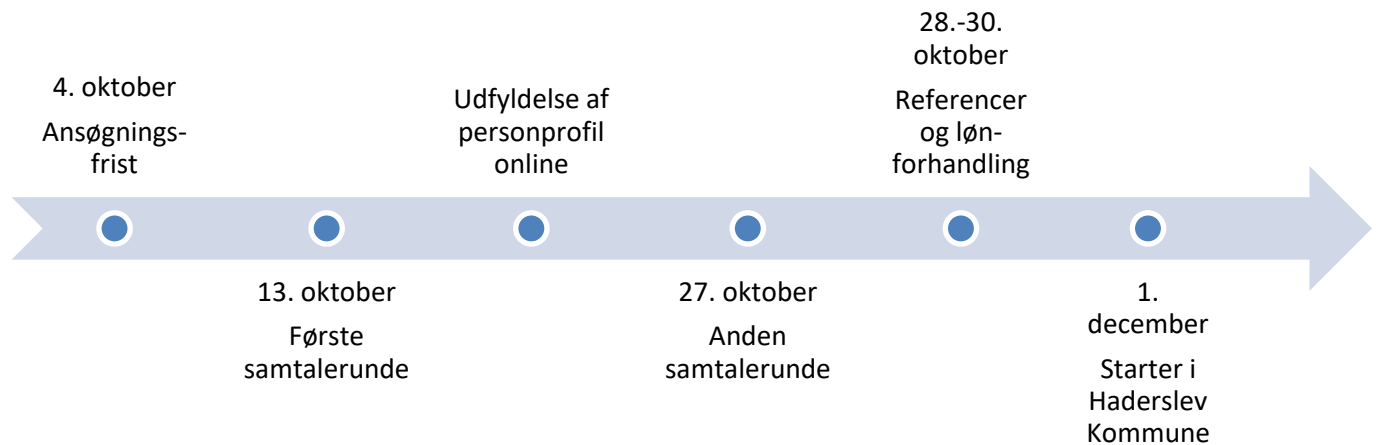 4. oktober
Ansøgnings-
frist
13. oktober
Første
samtalerunde
Udfyldelse af
personprofil
online
27. oktober
Anden
samtalerunde
28.-30.
oktober
Referencer
og løn-
forhandling
1.
december
Starter i
Haderslev
Kommune